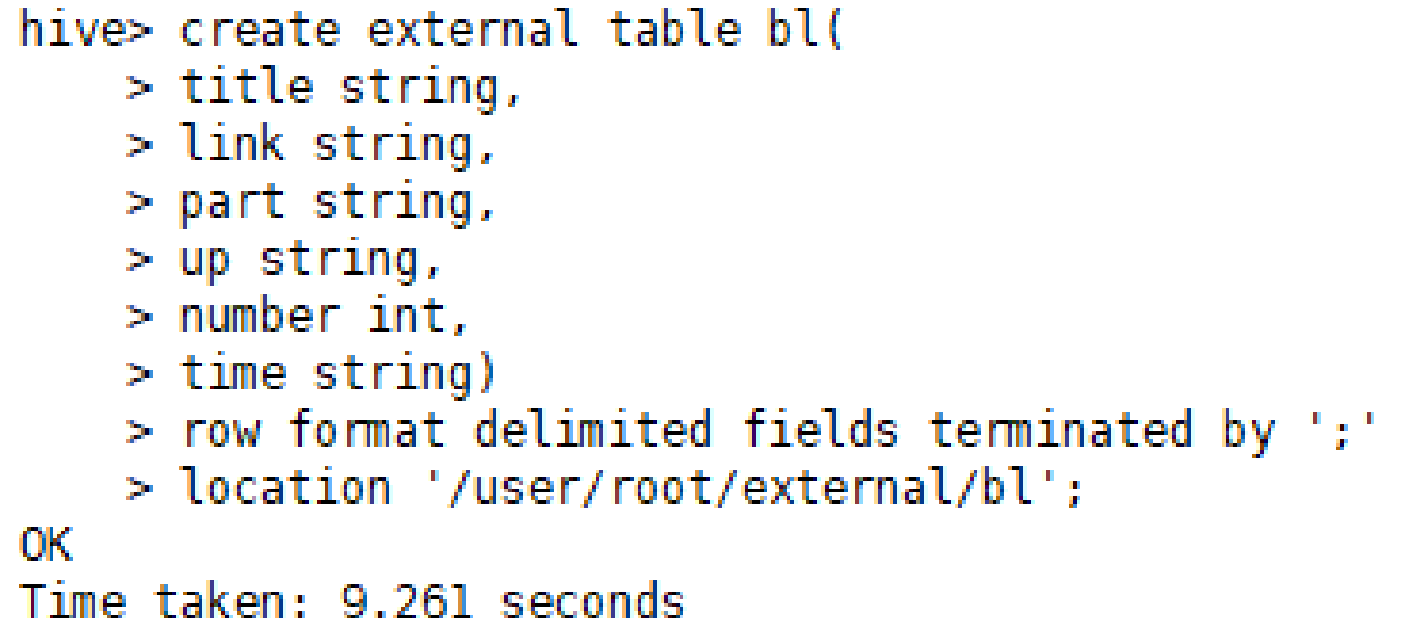 hive> create external table bl(
    > title string,
    > link string,
    > part string,
    > up string,
    > number int,
    > time string)
    > row format delimited fields terminated by ';'
    > location '/user/root/external/bl';
OK
Time taken: 9.261 seconds